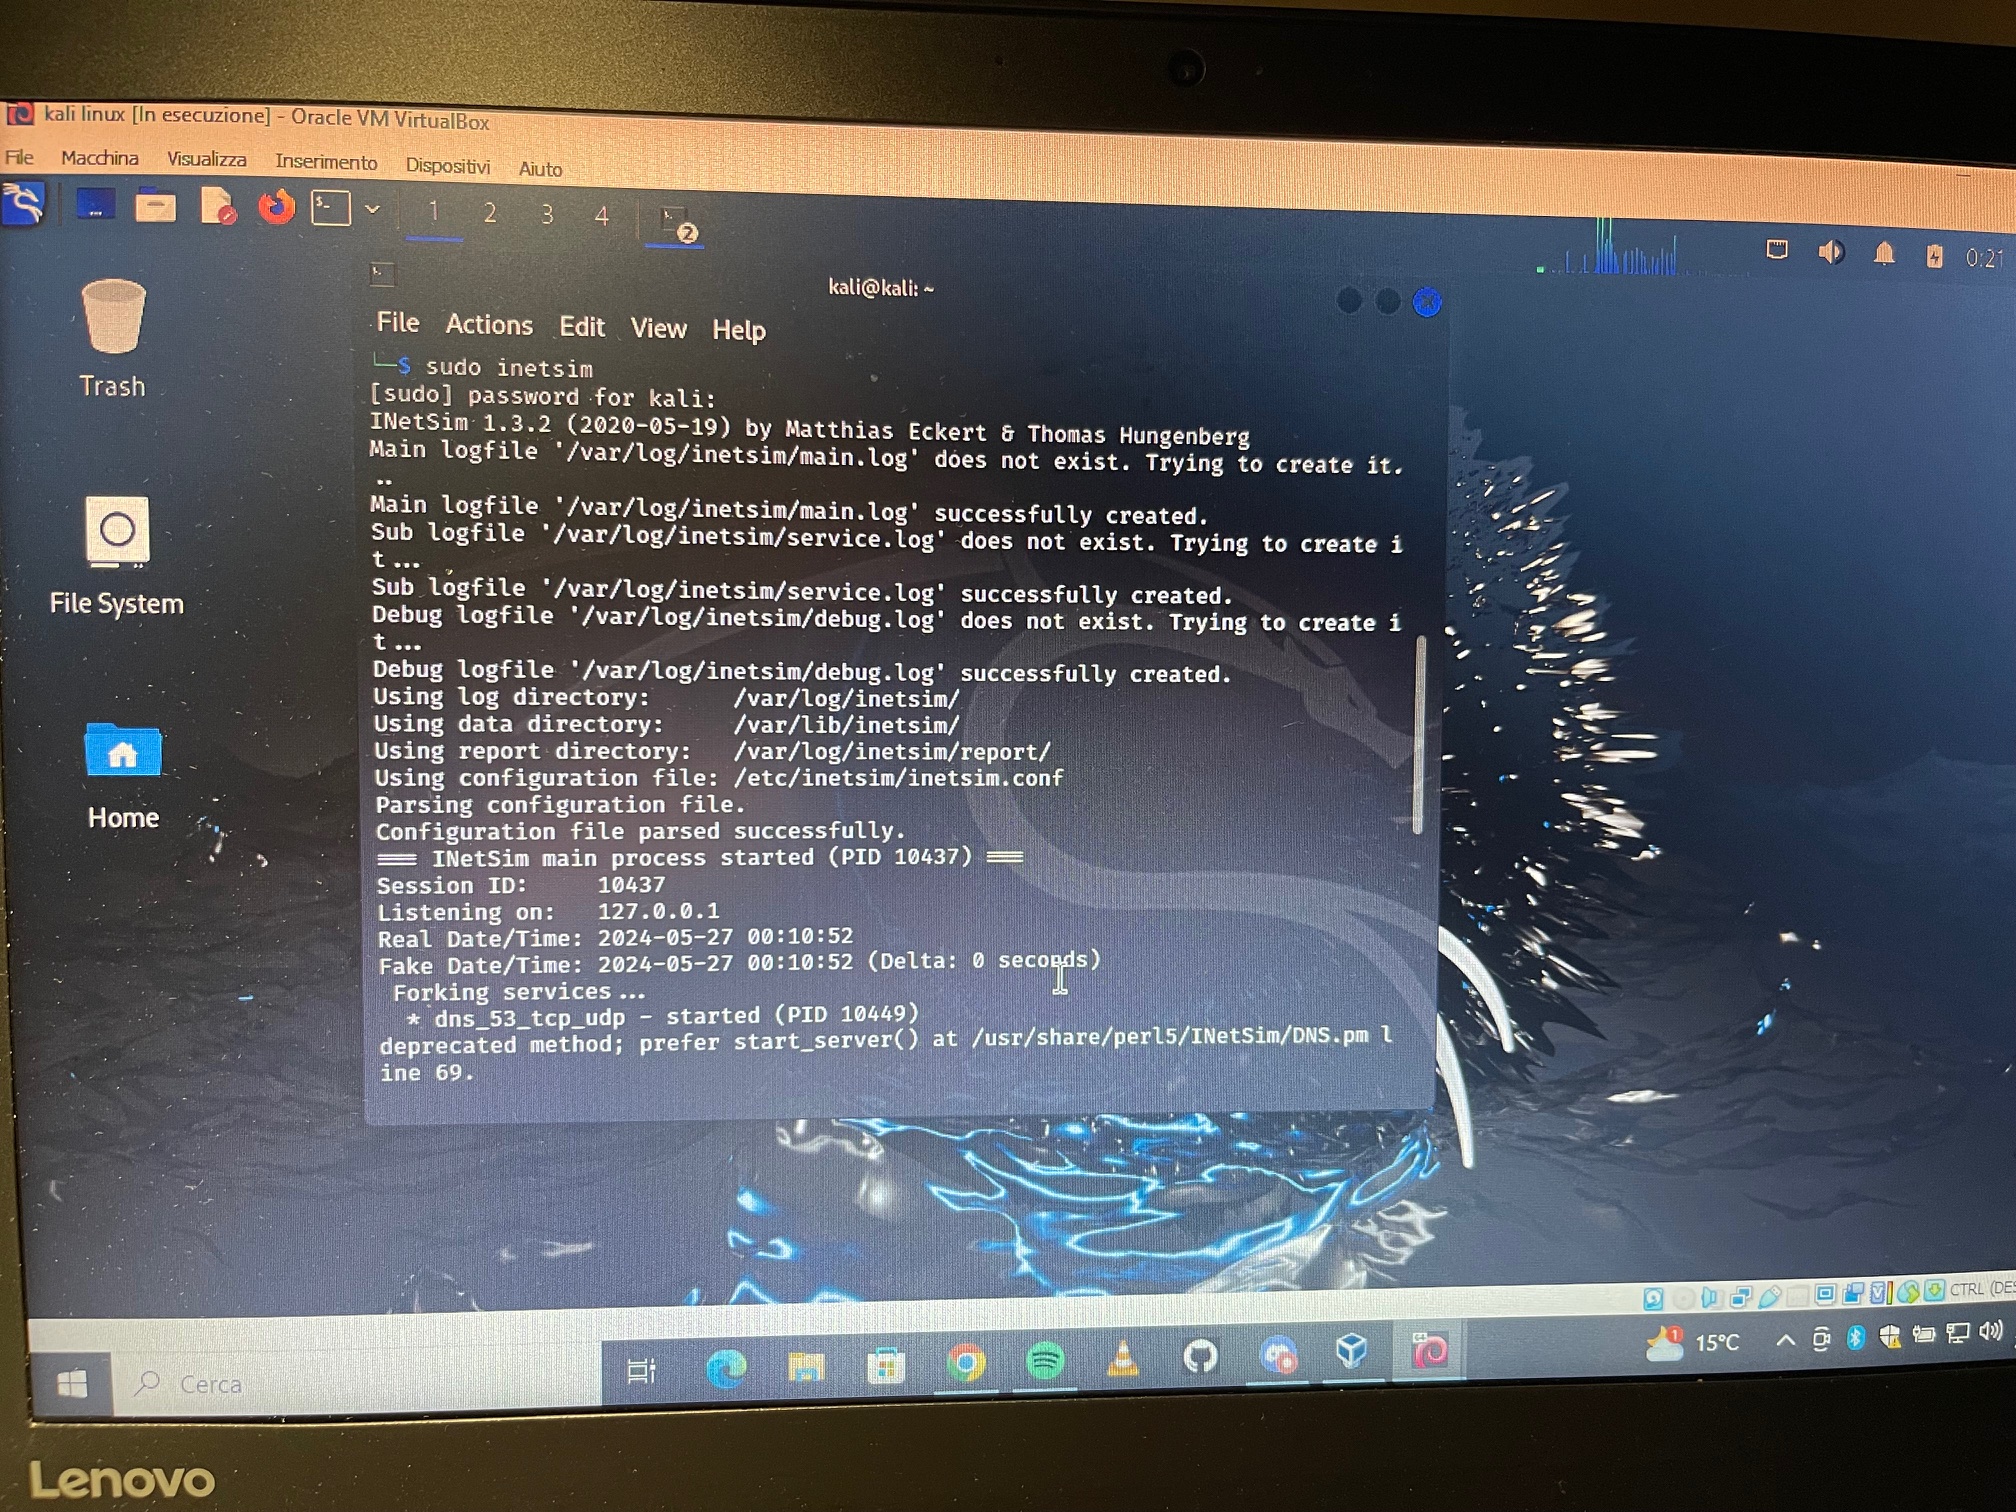 kali linux [In esecuzione] - Oracle VM VirtualBox
File Macchina Visualizza Inserimento Dispositivi Aiuto
1 2 3 4 2
0:21
kali@kali: ~
File Actions Edit View Help
└─$ sudo inetsim
[sudo] password for kali:
INetSim 1.3.2 (2020-05-19) by Matthias Eckert & Thomas Hungenberg
Main logfile '/var/log/inetsim/main.log' does not exist. Trying to create it.
..
Main logfile '/var/log/inetsim/main.log' successfully created.
Sub logfile '/var/log/inetsim/service.log' does not exist. Trying to create i
t...
Sub logfile '/var/log/inetsim/service.log' successfully created.
Debug logfile '/var/log/inetsim/debug.log' does not exist. Trying to create i
t...
Debug logfile '/var/log/inetsim/debug.log' successfully created.
Using log directory: /var/log/inetsim/
Using data directory: /var/lib/inetsim/
Using report directory: /var/log/inetsim/report/
Using configuration file: /etc/inetsim/inetsim.conf
Parsing configuration file.
Configuration file parsed successfully.
=== INetSim main process started (PID 10437) ===
Session ID: 10437
Listening on: 127.0.0.1
Real Date/Time: 2024-05-27 00:10:52
Fake Date/Time: 2024-05-27 00:10:52 (Delta: 0 seconds)
Forking services...
* dns_53_tcp_udp - started (PID 10449)
deprecated method; prefer start_server() at /usr/share/perl5/INetSim/DNS.pm l
ine 69.
Trash
File System
Home
CTRL (DES
Cerca
1 15°C
Lenovo